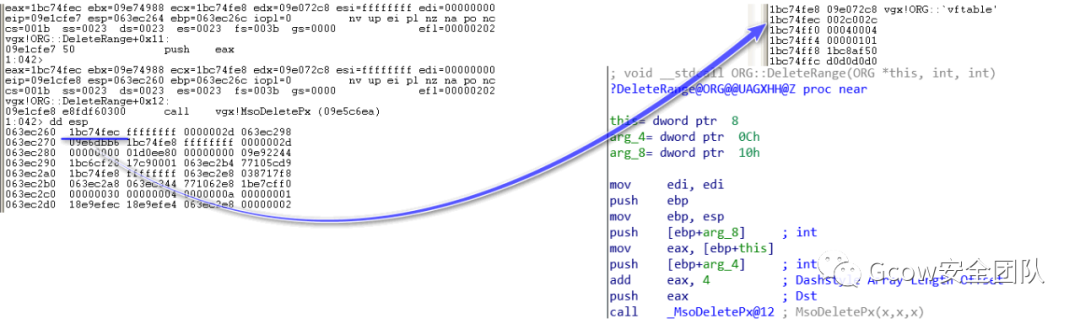 eax=1bc74fec ebx=09e74988 ecx=1bc74fe8 edx=09e072c8 esi=ffffffff edi=00000000
eip=09e1cfe7 esp=063ec264 ebp=063ec26c iopl=0 nv up ei pl nz na po nc
cs=001b ss=0023 ds=0023 es=0023 fs=003b gs=0000 efl=00000202
vgx!ORG::DeleteRange+0x11:
09e1cfe7 50 push eax
1:042>
eax=1bc74fec ebx=09e74988 ecx=1bc74fe8 edx=09e072c8 esi=ffffffff edi=00000000
eip=09e1cfe8 esp=063ec260 ebp=063ec26c iopl=0 nv up ei pl nz na po nc
cs=001b ss=0023 ds=0023 es=0023 fs=003b gs=0000 efl=00000202
vgx!ORG::DeleteRange+0x12:
09e1cfe8 e8fdf60300 call vgx!MsoDeletePx (09e5c6ea)
1:042> dd esp
063ec260 1bc74fec ffffffff 0000002d 063ec298
063ec270 09e6dbb6 1bc74fe8 ffffffff 0000002d
063ec280 00000000 01d0ee80 00000000 09e92244
063ec290 1bc6cf28 17c90001 063ec2b4 77105cd9
063ec2a0 1bc74fe8 ffffffff 063ec2e8 038717f8
063ec2b0 063ec2a8 063ec344 771062e8 1be7cff0
063ec2c0 00000030 00000004 0000000a 00000001
063ec2d0 18e9efec 18e9efe4 063ec2e8 00000002
1bc74fe8 09e072c8 vgx!ORG::`vftable'
1bc74fec 002c002c
1bc74ff0 00040004
1bc74ff4 00000101
1bc74ff8 1bc8af50
1bc74ffc d0d0d0d0
; void __stdcall ORG::DeleteRange(ORG *this, int, int)
?DeleteRange@ORG@@UAGXHH@Z proc near
this= dword ptr 8
arg_4= dword ptr 0Ch
arg_8= dword ptr 10h
mov edi, edi
push ebp
mov ebp, esp
push [ebp+arg_8] ; int
mov eax, [ebp+this]
push [ebp+arg_4] ; int
add eax, 4 ; Dashstyle Array Length Offset
push eax ; Dst
call _MsoDeletePx@12 ; MsoDeletePx(x,x,x)
Gcow安全团队